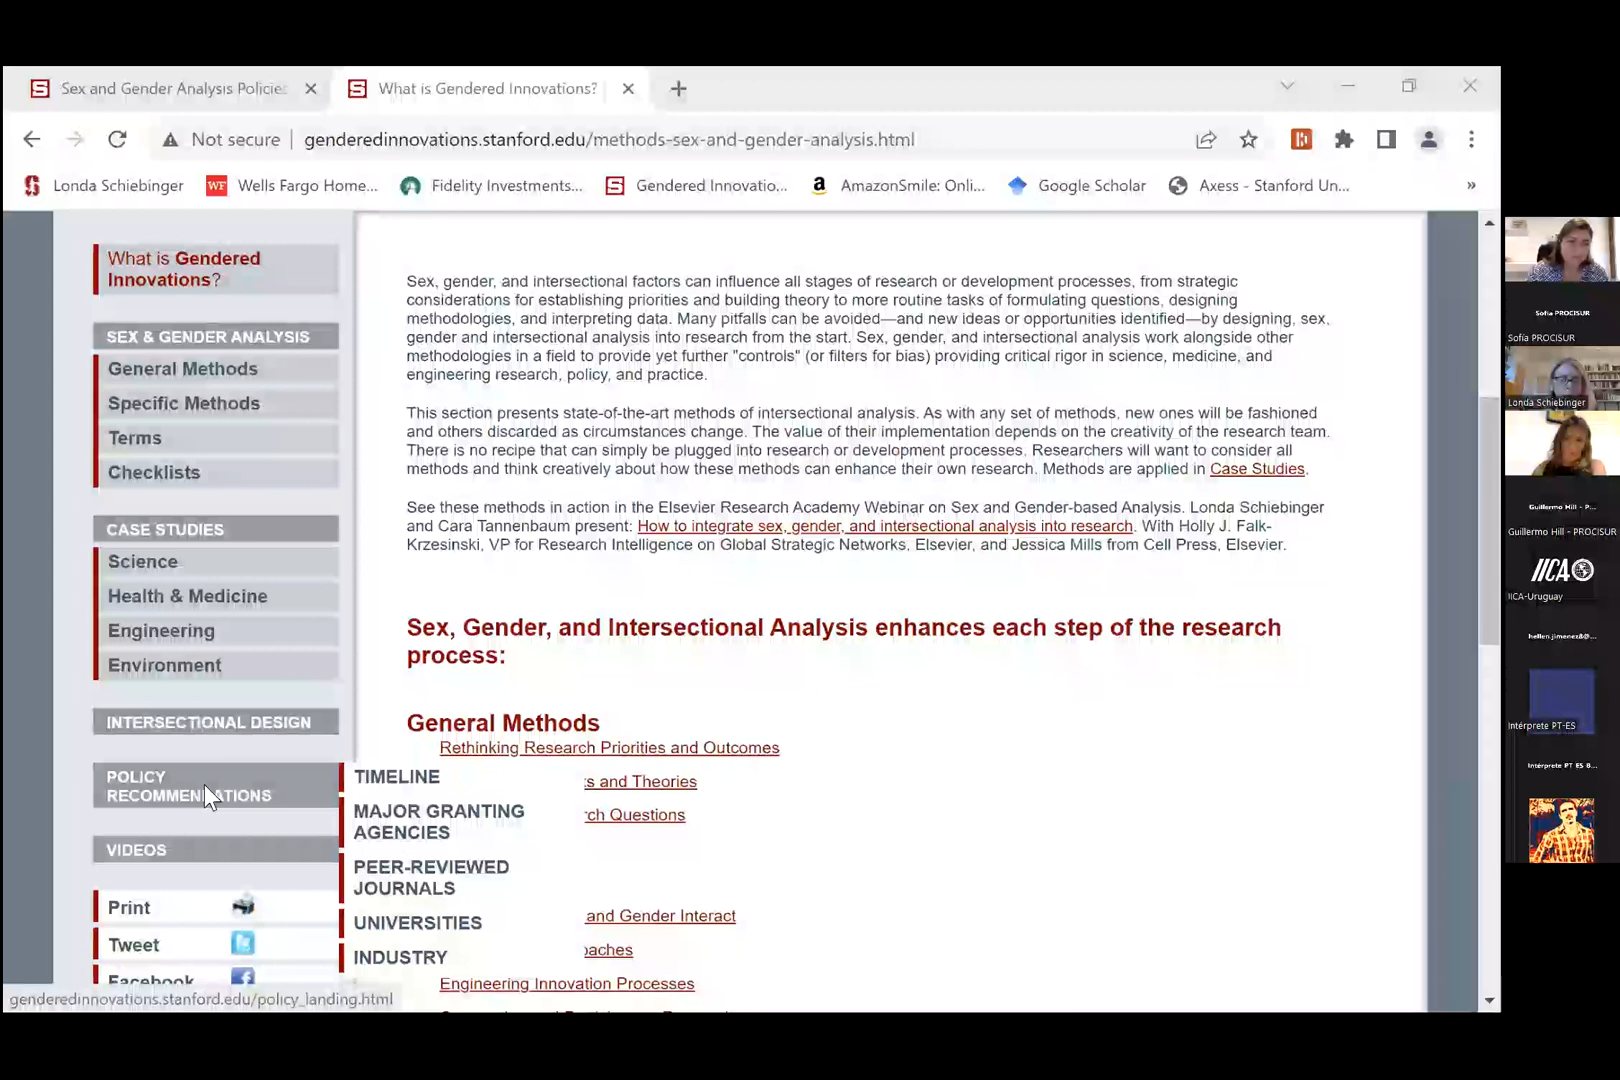 Sex and Gender Analysis Policie
What is Gendered Innovations?
Not secure
genderedinnovations.stanford.edu/methods-sex-and-gender-analysis.html
Londa Schiebinger
WF
Wells Fargo Home...
Fidelity Investments...
Gendered Innovatio...
AmazonSmile: Onli...
Google Scholar
Axess - Stanford Un...
»
What is Gendered
Innovations?
SEX & GENDER ANALYSIS
General Methods
Specific Methods
Terms
Checklists
CASE STUDIES
Science
Health & Medicine
Engineering
Environment
INTERSECTIONAL DESIGN
POLICY
RECOMMENDATIONS
VIDEOS
Print
Tweet
Facebook
genderedinnovations.stanford.edu/policy_landing.html
TIMELINE
MAJOR GRANTING
AGENCIES
PEER-REVIEWED
JOURNALS
UNIVERSITIES
INDUSTRY
Sex, gender, and intersectional factors can influence all stages of research or development processes, from strategic
considerations for establishing priorities and building theory to more routine tasks of formulating questions, designing
methodologies, and interpreting data. Many pitfalls can be avoided—and new ideas or opportunities identified—by designing, sex,
gender and intersectional analysis into research from the start. Sex, gender, and intersectional analysis work alongside other
methodologies in a field to provide yet further "controls" (or filters for bias) providing critical rigor in science, medicine, and
engineering research, policy, and practice.
This section presents state-of-the-art methods of intersectional analysis. As with any set of methods, new ones will be fashioned
and others discarded as circumstances change. The value of their implementation depends on the creativity of the research team.
There is no recipe that can simply be plugged into research or development processes. Researchers will want to consider all
methods and think creatively about how these methods can enhance their own research. Methods are applied in Case Studies.
See these methods in action in the Elsevier Research Academy Webinar on Sex and Gender-based Analysis. Londa Schiebinger
and Cara Tannenbaum present: How to integrate sex, gender, and intersectional analysis into research. With Holly J. Falk-
Krzesinski, VP for Research Intelligence on Global Strategic Networks, Elsevier, and Jessica Mills from Cell Press, Elsevier.
Sex, Gender, and Intersectional Analysis enhances each step of the research
process:
General Methods
Rethinking Research Priorities and Outcomes
s and Theories
rch Questions
and Gender Interact
oaches
Engineering Innovation Processes
Sofía PROCISUR
Sofía PROCISUR
Londa Schiebinger
Guillermo Hill - P...
Guillermo Hill - PROCISUR
IICA
IICA-Uruguay
hellen.jimenez8@...
Intérprete PT-ES
Intérprete PT ES 8...